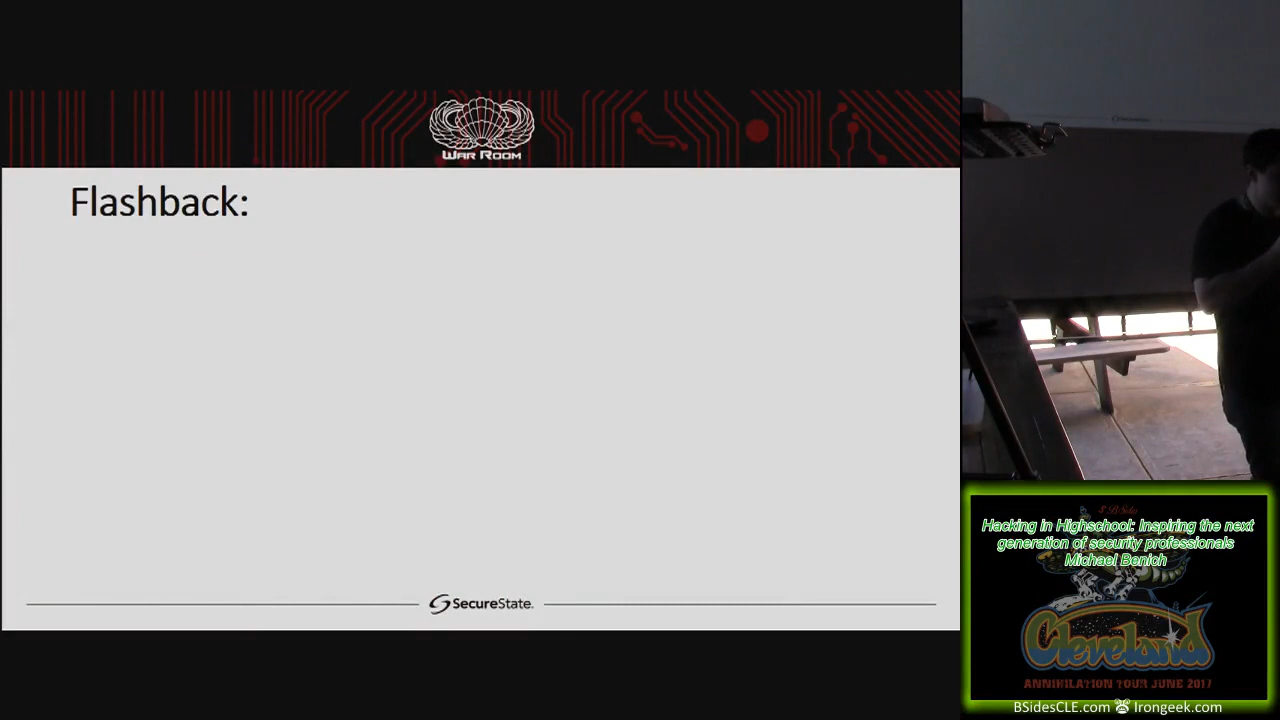 WAR ROOM
Flashback:
SecureState.
$ BSide
Hacking in Highschool: Inspiring the next
generation of security professionals
Michael Benich
Cleveland
ANNIHILATION TOUR JUNE 2017
BSidesCLE.com Irongeek.com